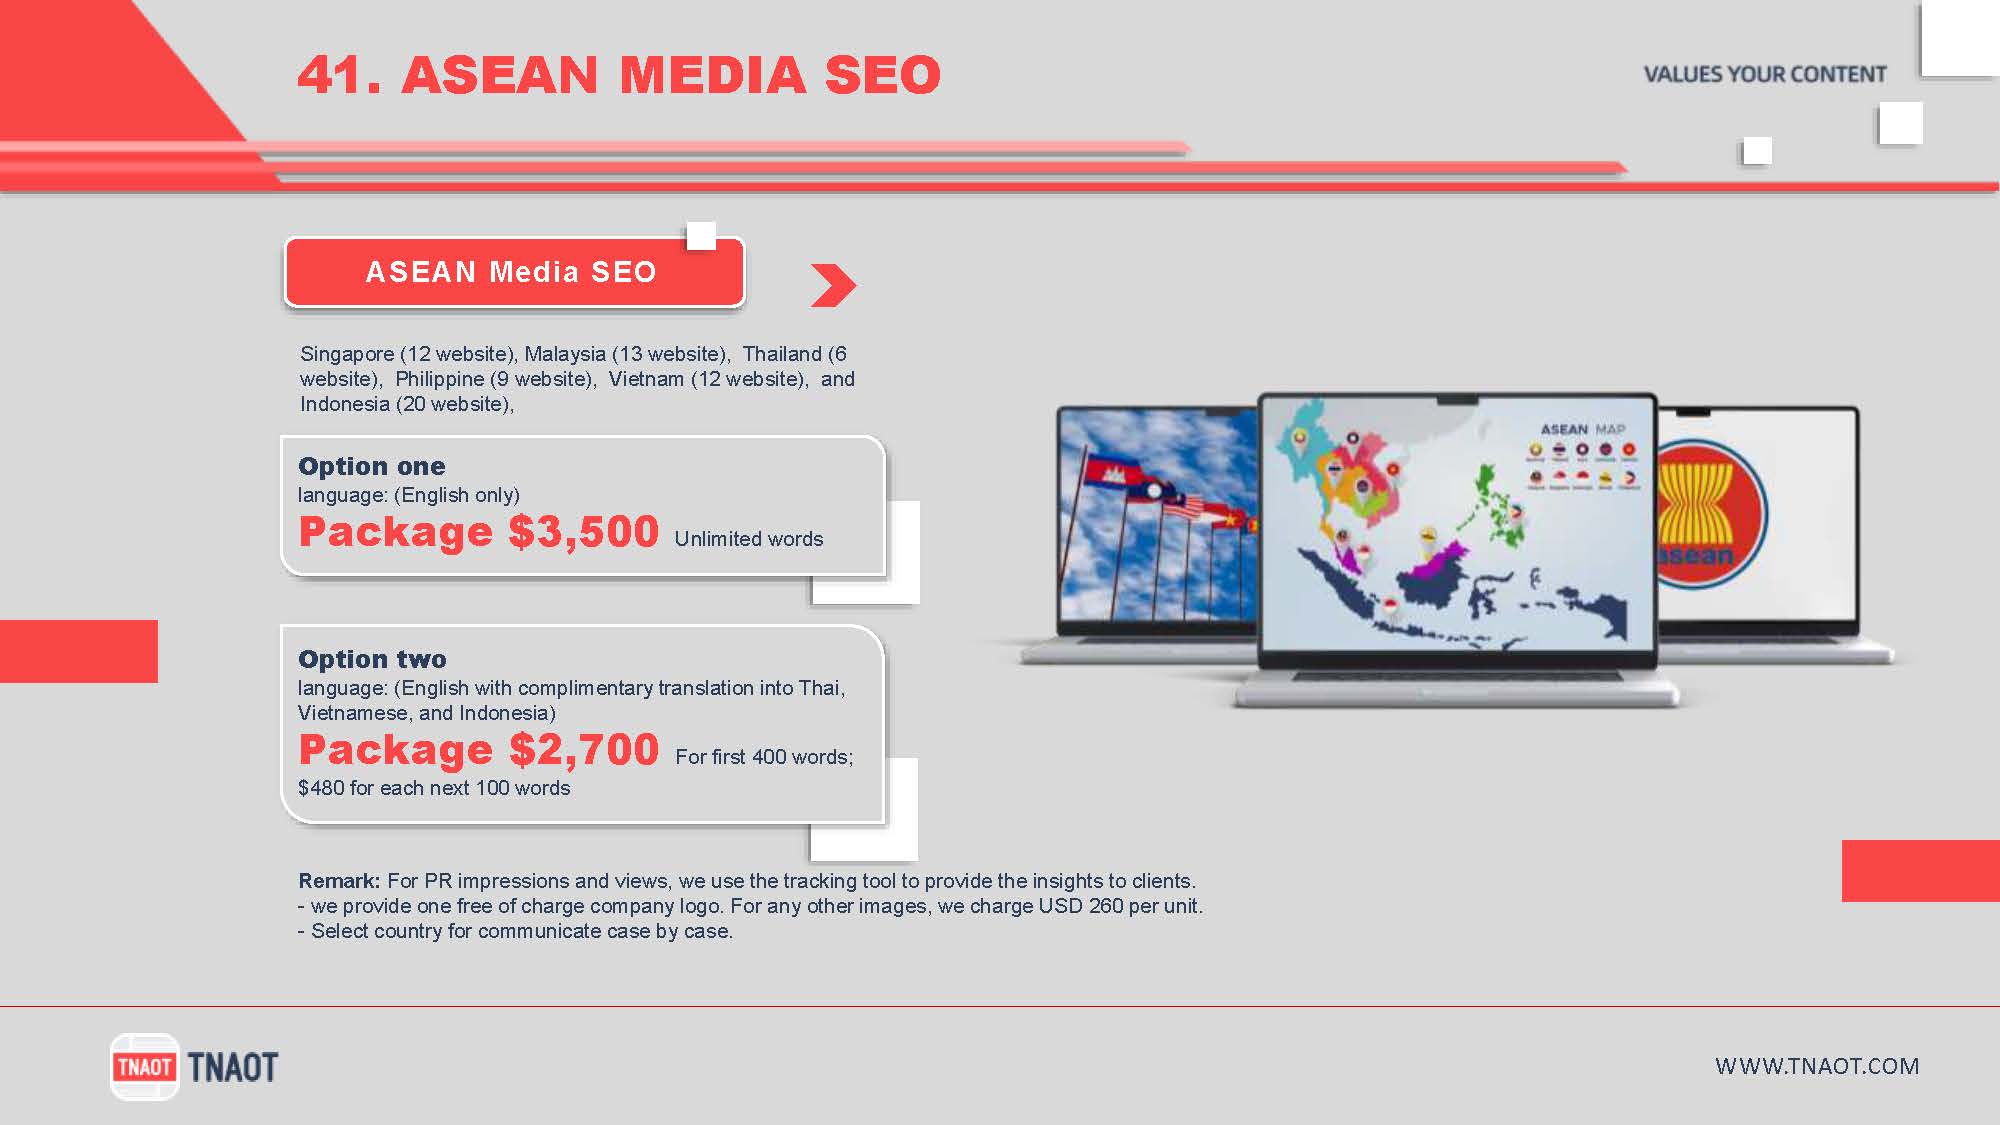 41. ASEAN MEDIA SEO
VALUES YOUR CONTENT
ASEAN Media SEO
Singapore (12 website), Malaysia (13 website),  Thailand (6
website),  Philippine (9 website),  Vietnam (12 website),  and
Indonesia (20 website),
Option one
language: (English only)
Package $3,500 Unlimited words
Option two
language: (English with complimentary translation into Thai,
Vietnamese, and Indonesia)
Package $2,700 For first 400 words;
$480 for each next 100 words
ASEAN MAP
asean
Remark: For PR impressions and views, we use the tracking tool to provide the insights to clients.
- we provide one free of charge company logo. For any other images, we charge USD 260 per unit.
- Select country for communicate case by case.
TNAOT TNAOT
WWW.TNAOT.COM